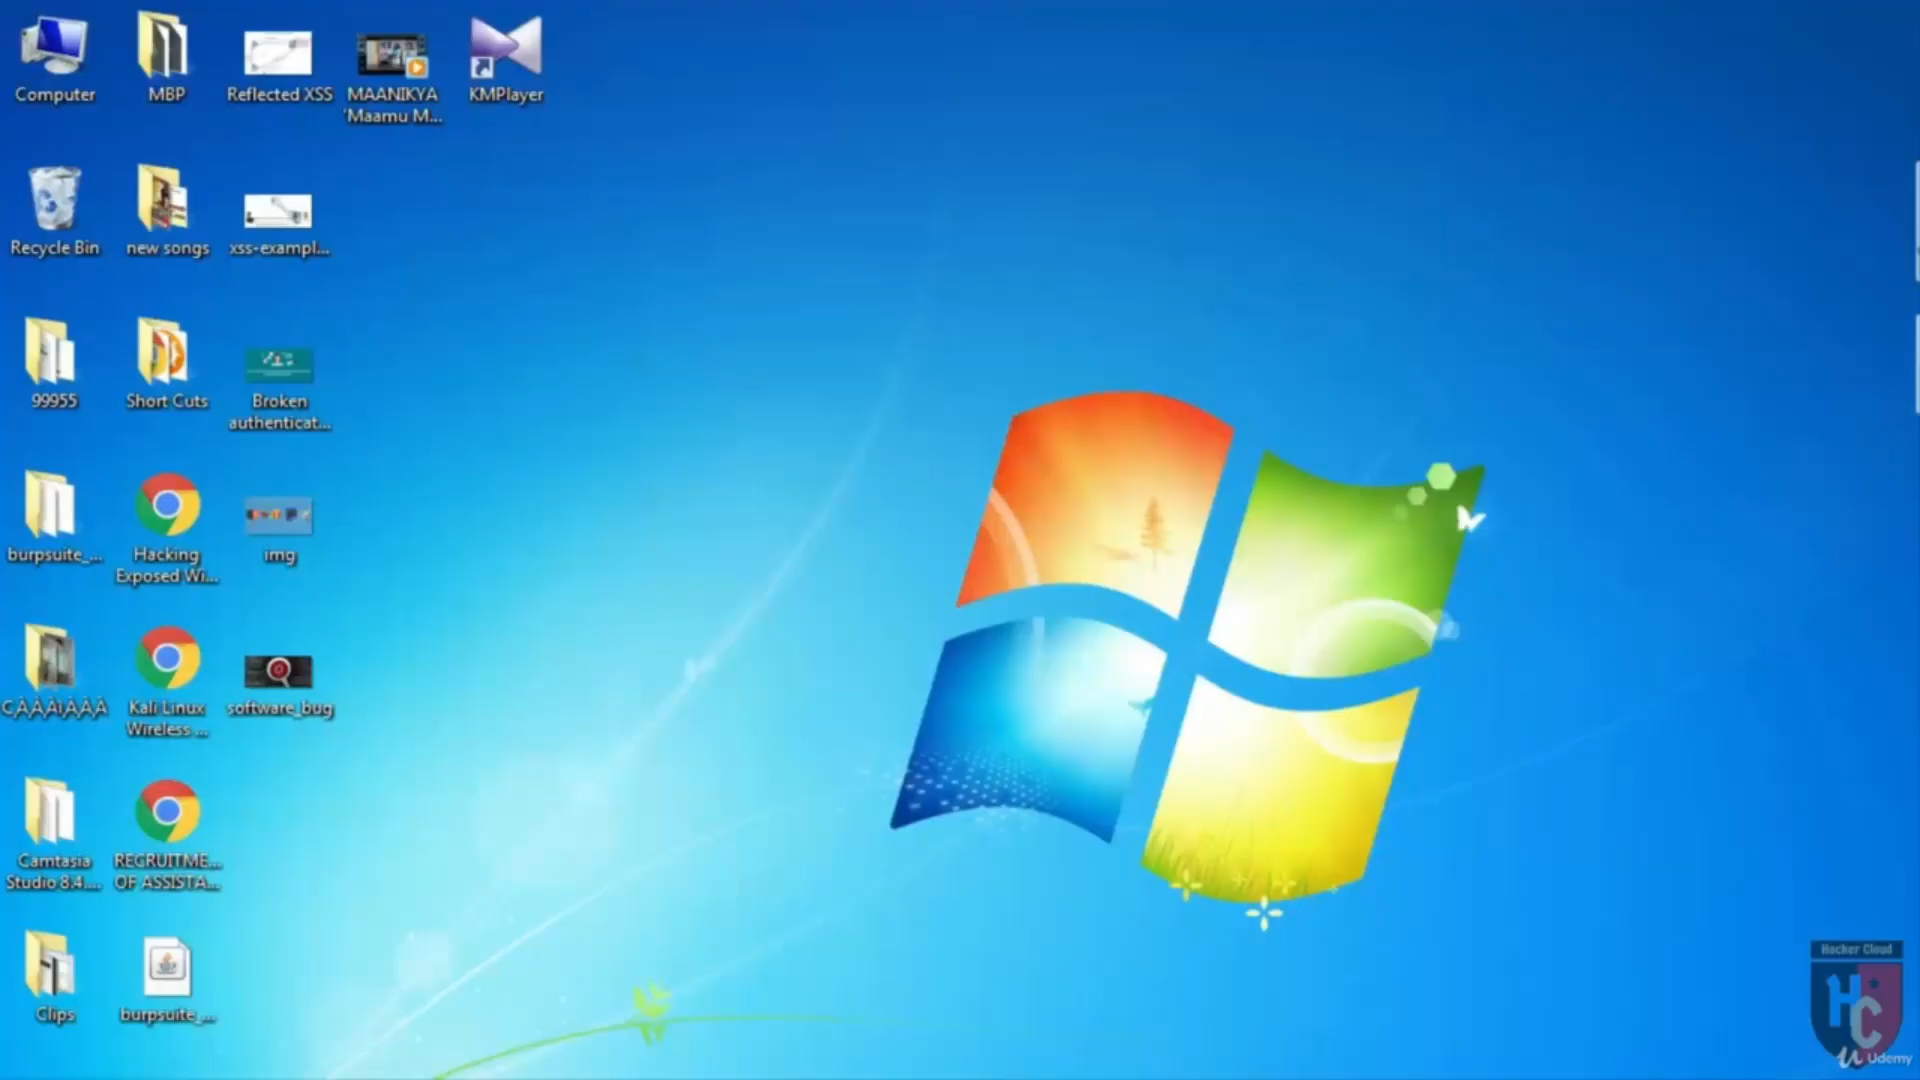 Computer
MBP
Reflected XSS
MAANIKYA
'Maamu M...
KMPlayer
Recycle Bin
new songs
xss-exampl...
99955
Short Cuts
Broken
authenticat...
burpsuite_...
Hacking
Exposed Wi...
img
Kali Linux
Wireless ...
software_bug
Camtasia
Studio 8.4....
RECRUITME...
OF ASSISTA...
Clips
burpsuite_...
Hacker Cloud
HC
Udemy